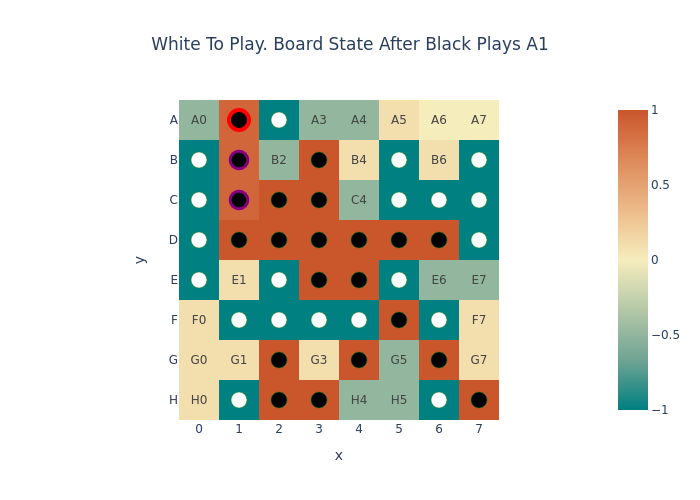 White To Play. Board State After Black Plays A1
A A0 A3 A4 A5 A6 A7
B B2 B4 B6
C C4
D
E E1 E6 E7
F F0 F7
G G0 G1 G3 G5 G7
H H0 H4 H5
0 1 2 3 4 5 6 7
x
y
1
0.5
0
−0.5
−1